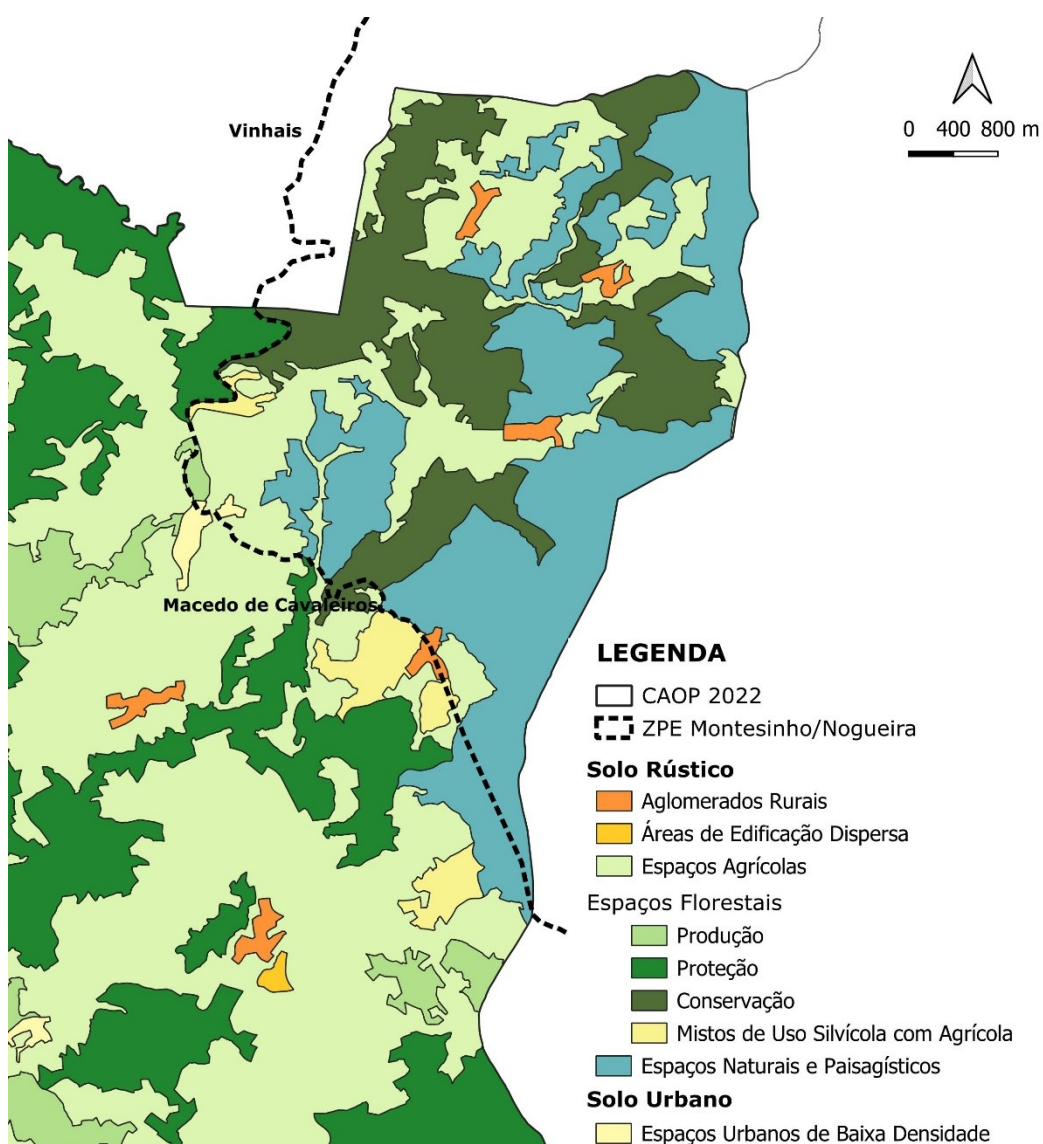 Vinhais
0 400 800 m
Macedo de Cavaleiros
LEGENDA
CAOP 2022
ZPE Montesinho/Nogueira
Solo Rústico
Aglomerados Rurais
Áreas de Edificação Dispersa
Espaços Agrícolas
Espaços Florestais
Produção
Proteção
Conservação
Mistos de Uso Silvícola com Agrícola
Espaços Naturais e Paisagísticos
Solo Urbano
Espaços Urbanos de Baixa Densidade